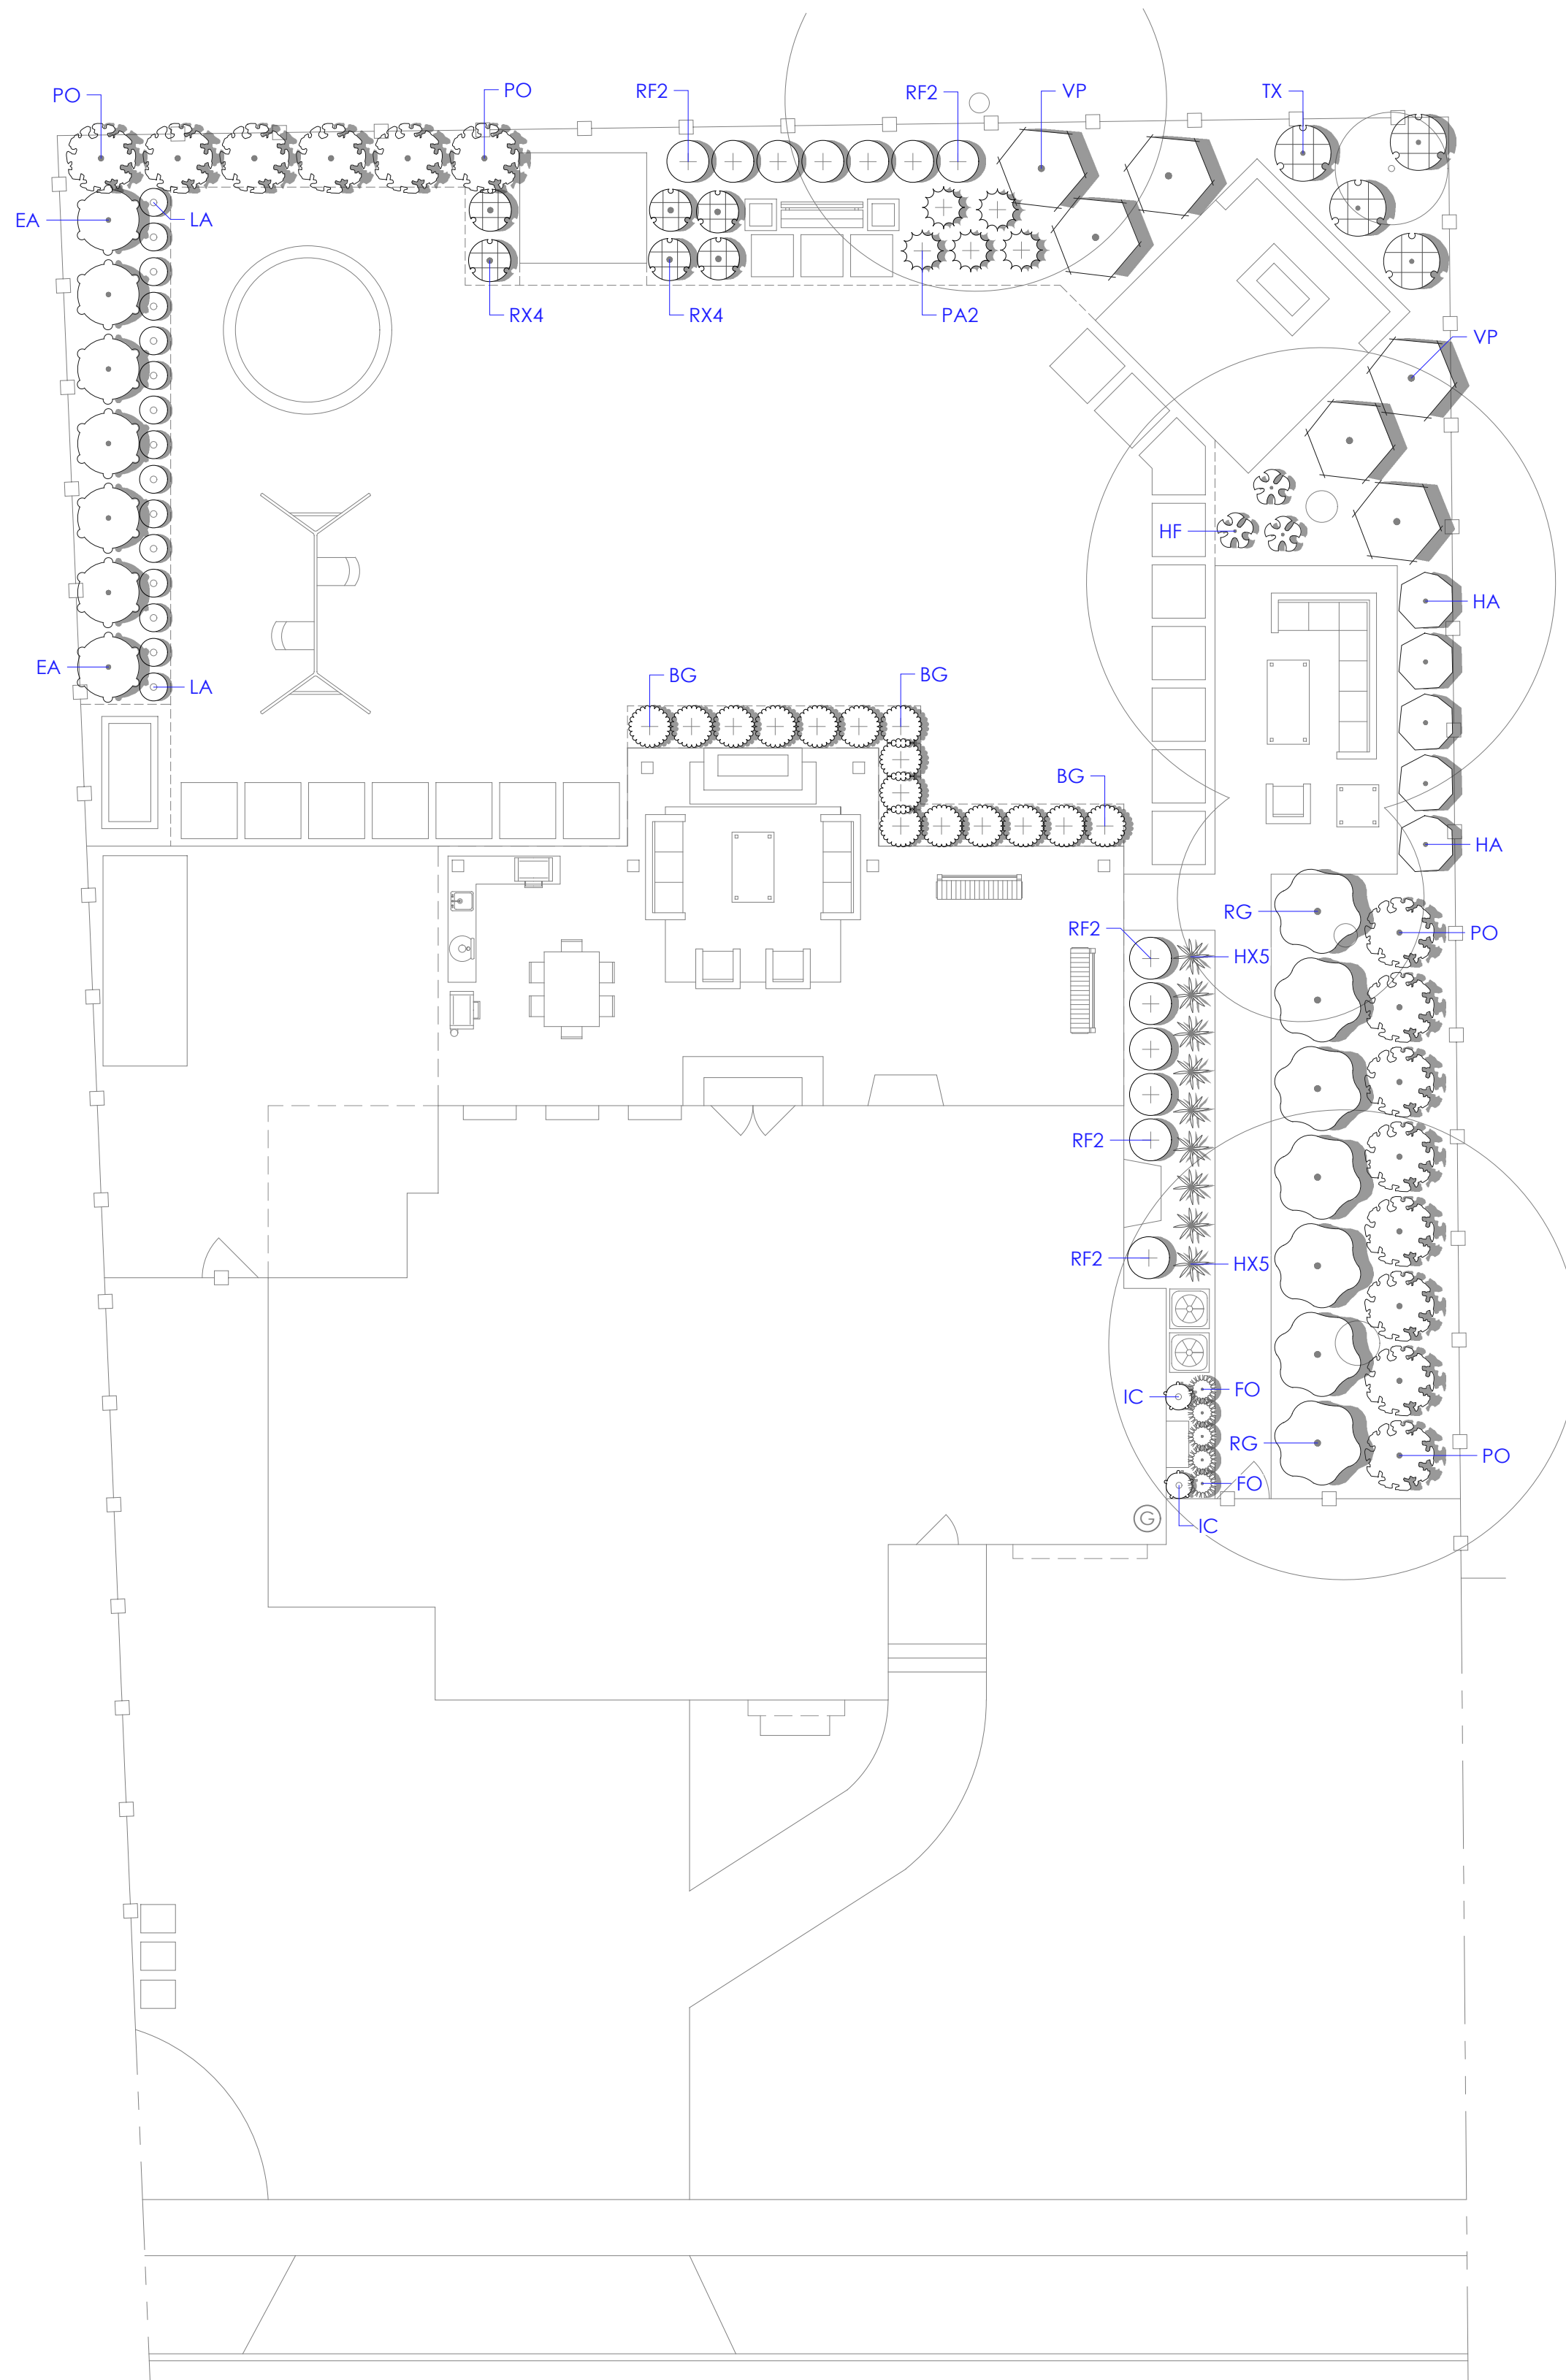 PO
PO
RF2
RF2
VP
TX
EA
LA
RX4
RX4
PA2
VP
HF
HA
EA
LA
BG
BG
BG
HA
RG
RF2
PO
HX5
RF2
RF2
HX5
IC
FO
RG
PO
FO
G
IC